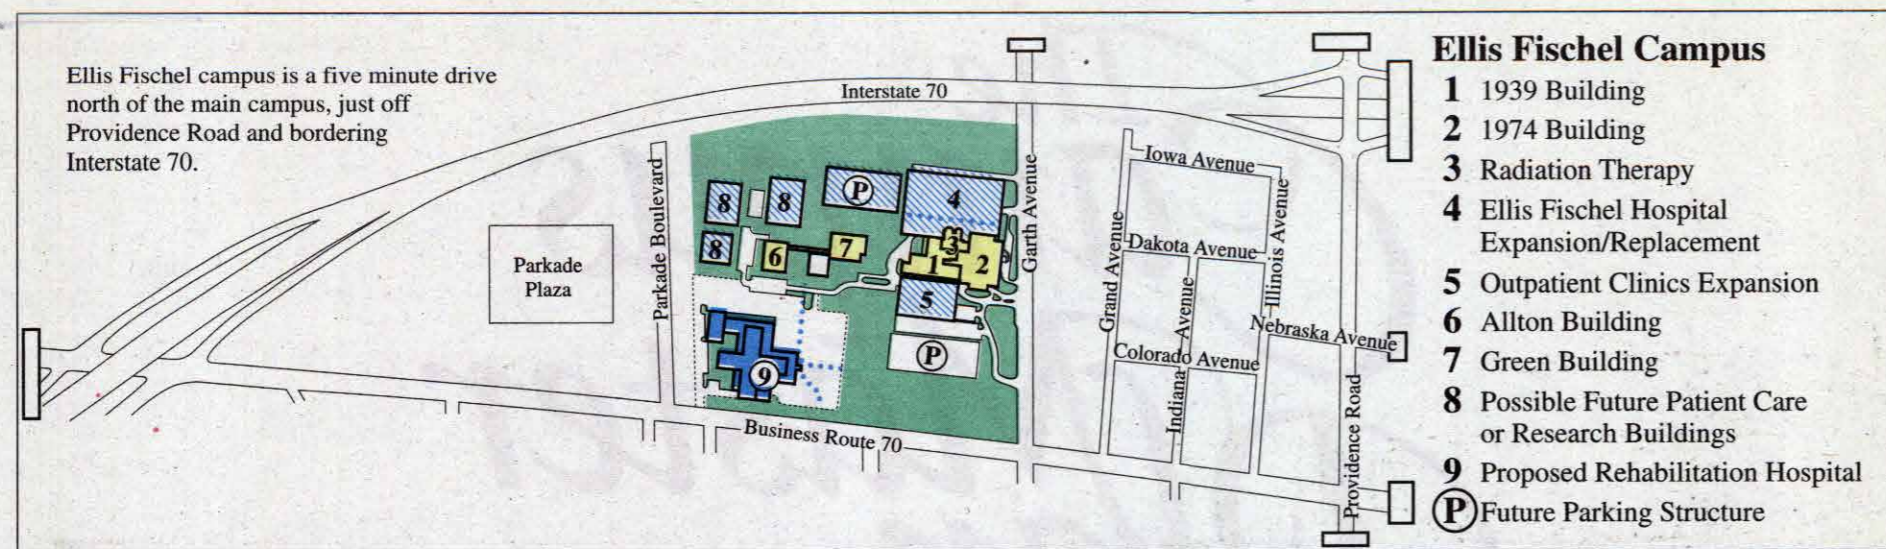 Ellis Fischel campus is a five minute drive
north of the main campus, just off
Providence Road and bordering
Interstate 70.
Interstate 70
Parkade
Plaza
Parkade Boulevard
8
8
8
P
4
3
6
7
1
2
5
P
9
Garth Avenue
Business Route 70
Iowa Avenue
Dakota Avenue
Grand Avenue
Indiana Avenue
Illinois Avenue
Nebraska Avenue
Colorado Avenue
Providence Road
Ellis Fischel Campus
1 1939 Building
2 1974 Building
3 Radiation Therapy
4 Ellis Fischel Hospital
Expansion/Replacement
5 Outpatient Clinics Expansion
6 Allton Building
7 Green Building
8 Possible Future Patient Care
or Research Buildings
9 Proposed Rehabilitation Hospital
P Future Parking Structure